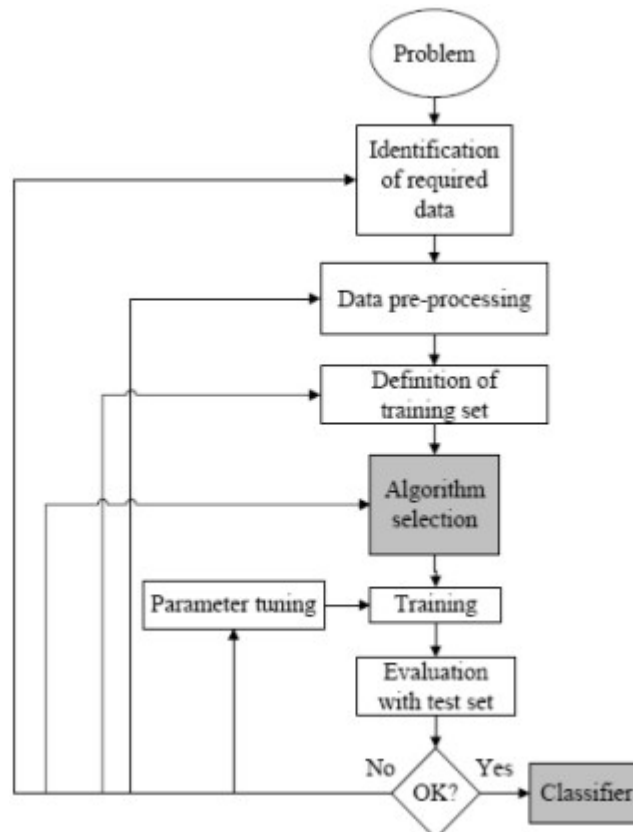 Problem
Identification
of required
data
Data pre-processing
Definition of
training set
Algorithm
selection
Parameter tuning
Training
Evaluation
with test set
No
OK?
Yes
Classifier